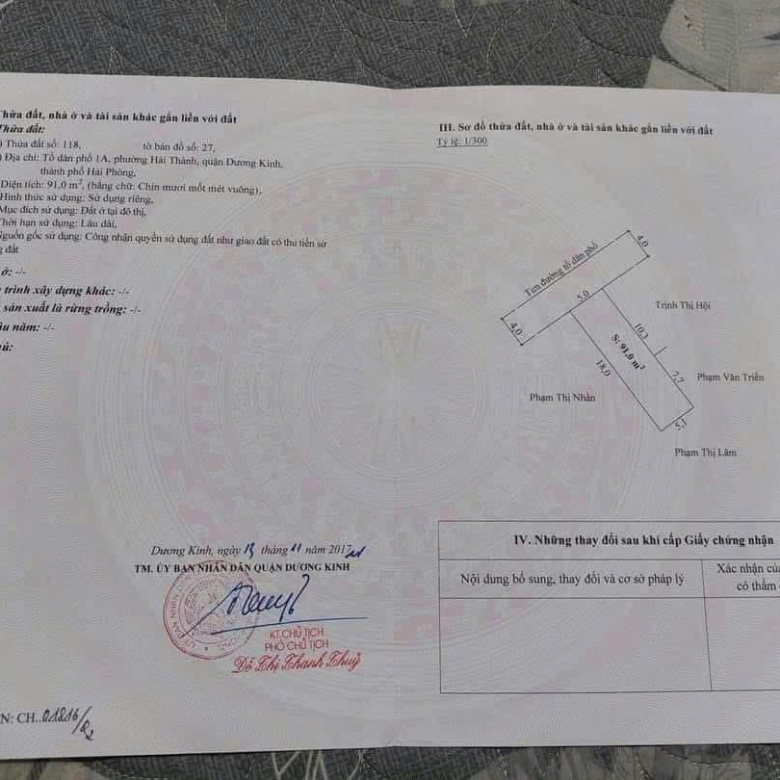 Thửa đất, nhà ở và tài sản khác gắn liền với đất
Thửa đất:
) Thửa đất số: 118, tờ bản đồ số: 27,
) Địa chỉ: Tổ dân phố 1A, phường Hải Thành, quận Dương Kinh,
thành phố Hải Phòng,
Diện tích: 91,0 m², (bằng chữ: Chín mươi mốt mét vuông),
Hình thức sử dụng: Sử dụng riêng,
Mục đích sử dụng: Đất ở tại đô thị,
Thời hạn sử dụng: Lâu dài,
Nguồn gốc sử dụng: Công nhận quyền sử dụng đất như giao đất có thu tiền sử
g đất
ở: -/-
trình xây dựng khác: -/-
sản xuất là rừng trồng: -/-
âu năm: -/-
hú:
Dương Kinh, ngày 13 tháng 11 năm 2017
TM. ỦY BAN NHÂN DÂN QUẬN DƯƠNG KINH
KT.CHỦ TỊCH
PHÓ CHỦ TỊCH
Đỗ Thị Thanh Thuỷ
N: CH..01816
III. Sơ đồ thửa đất, nhà ở và tài sản khác gắn liền với đất
Tỷ lệ: 1/300
4,0
Tim đường tổ dân phố
5,0
Trịnh Thị Hội
4,0
10,3
S: 91,0 m²
18,0
7,7
Phạm Văn Triển
Phạm Thị Nhàn
5,1
Phạm Thị Lâm
IV. Những thay đổi sau khi cấp Giấy chứng nhận
Nội dung bổ sung, thay đổi và cơ sở pháp lý
Xác nhận của
có thẩm